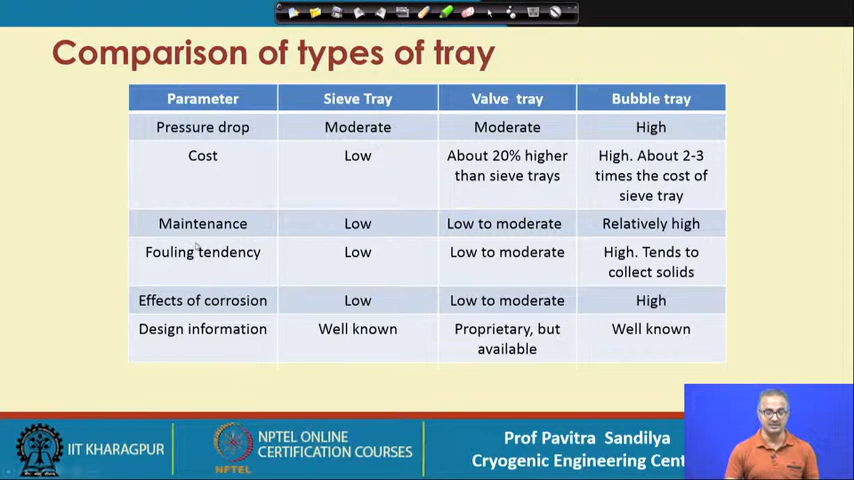 Comparison of types of tray
Parameter Sieve Tray Valve tray Bubble tray
Pressure drop Moderate Moderate High
Cost Low About 20% higher than sieve trays High. About 2-3 times the cost of sieve tray
Maintenance Low Low to moderate Relatively high
Fouling tendency Low Low to moderate High. Tends to collect solids
Effects of corrosion Low Low to moderate High
Design information Well known Proprietary, but available Well known
IIT KHARAGPUR
NPTEL
NPTEL ONLINE
CERTIFICATION COURSES
Prof Pavitra Sandilya
Cryogenic Engineering Cent